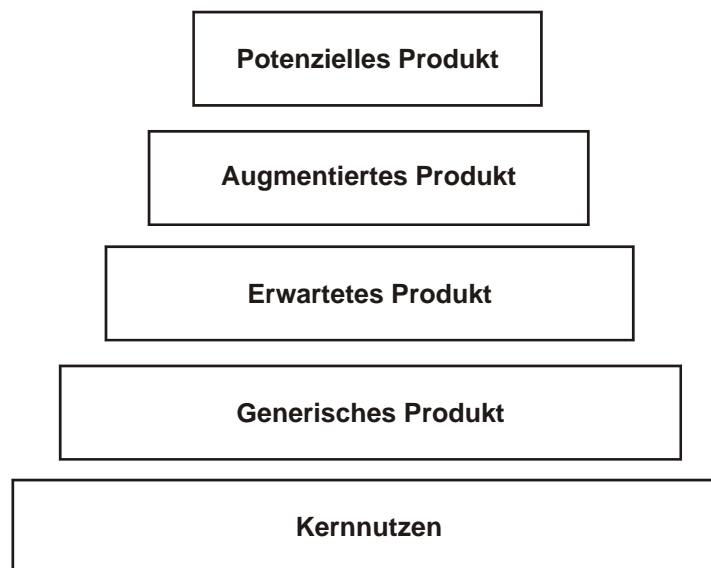 Potenzielles Produkt
Augmentiertes Produkt
Erwartetes Produkt
Generisches Produkt
Kernnutzen